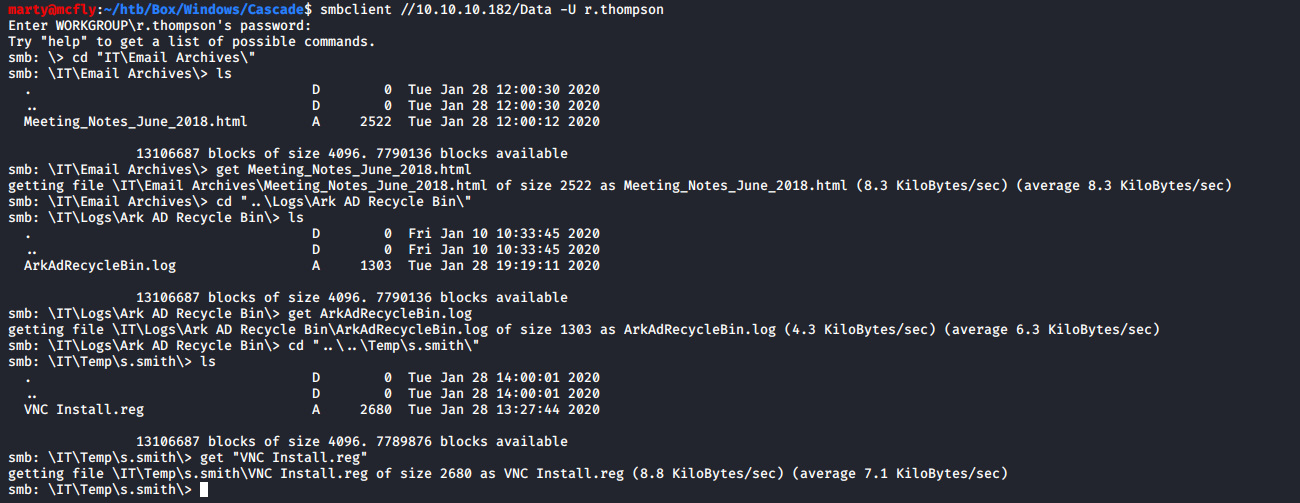 marty@mcfly:~/htb/Box/Windows/Cascade$ smbclient //10.10.10.182/Data -U r.thompson
Enter WORKGROUP\r.thompson's password:
Try "help" to get a list of possible commands.
smb: \> cd "IT\Email Archives\"
smb: \IT\Email Archives\> ls
  .                                   D        0  Tue Jan 28 12:00:30 2020
  ..                                  D        0  Tue Jan 28 12:00:30 2020
  Meeting_Notes_June_2018.html        A     2522  Tue Jan 28 12:00:12 2020
                13106687 blocks of size 4096. 7790136 blocks available
smb: \IT\Email Archives\> get Meeting_Notes_June_2018.html
getting file \IT\Email Archives\Meeting_Notes_June_2018.html of size 2522 as Meeting_Notes_June_2018.html (8.3 KiloBytes/sec) (average 8.3 KiloBytes/sec)
smb: \IT\Email Archives\> cd "..\Logs\Ark AD Recycle Bin\"
smb: \IT\Logs\Ark AD Recycle Bin\> ls
  .                                   D        0  Fri Jan 10 10:33:45 2020
  ..                                  D        0  Fri Jan 10 10:33:45 2020
  ArkAdRecycleBin.log                 A     1303  Tue Jan 28 19:19:11 2020
                13106687 blocks of size 4096. 7790136 blocks available
smb: \IT\Logs\Ark AD Recycle Bin\> get ArkAdRecycleBin.log
getting file \IT\Logs\Ark AD Recycle Bin\ArkAdRecycleBin.log of size 1303 as ArkAdRecycleBin.log (4.3 KiloBytes/sec) (average 6.3 KiloBytes/sec)
smb: \IT\Logs\Ark AD Recycle Bin\> cd "..\..\Temp\s.smith\"
smb: \IT\Temp\s.smith\> ls
  .                                   D        0  Tue Jan 28 14:00:01 2020
  ..                                  D        0  Tue Jan 28 14:00:01 2020
  VNC Install.reg                     A     2680  Tue Jan 28 13:27:44 2020
                13106687 blocks of size 4096. 7789876 blocks available
smb: \IT\Temp\s.smith\> get "VNC Install.reg"
getting file \IT\Temp\s.smith\VNC Install.reg of size 2680 as VNC Install.reg (8.8 KiloBytes/sec) (average 7.1 KiloBytes/sec)
smb: \IT\Temp\s.smith\>